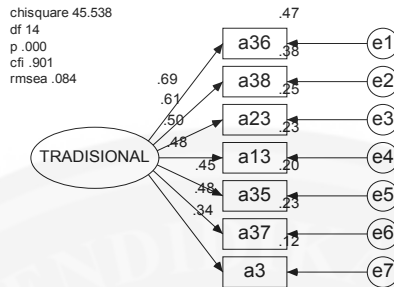 chisquare 45.538
df 14
p .000
cfi .901
rmsea .084
.47
a36
e1
.38
.69
a38
e2
.61
.25
a23
e3
.50
.23
.48
TRADISIONAL
a13
e4
.20
.45
a35
e5
.48
.23
a37
e6
.34
.12
a3
e7